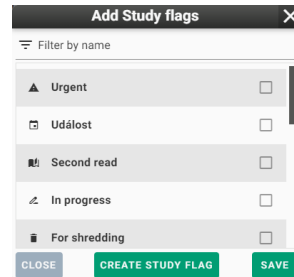 Add Study flags
Filter by name
Urgent
Událost
Second read
In progress
For shredding
CLOSE CREATE STUDY FLAG SAVE